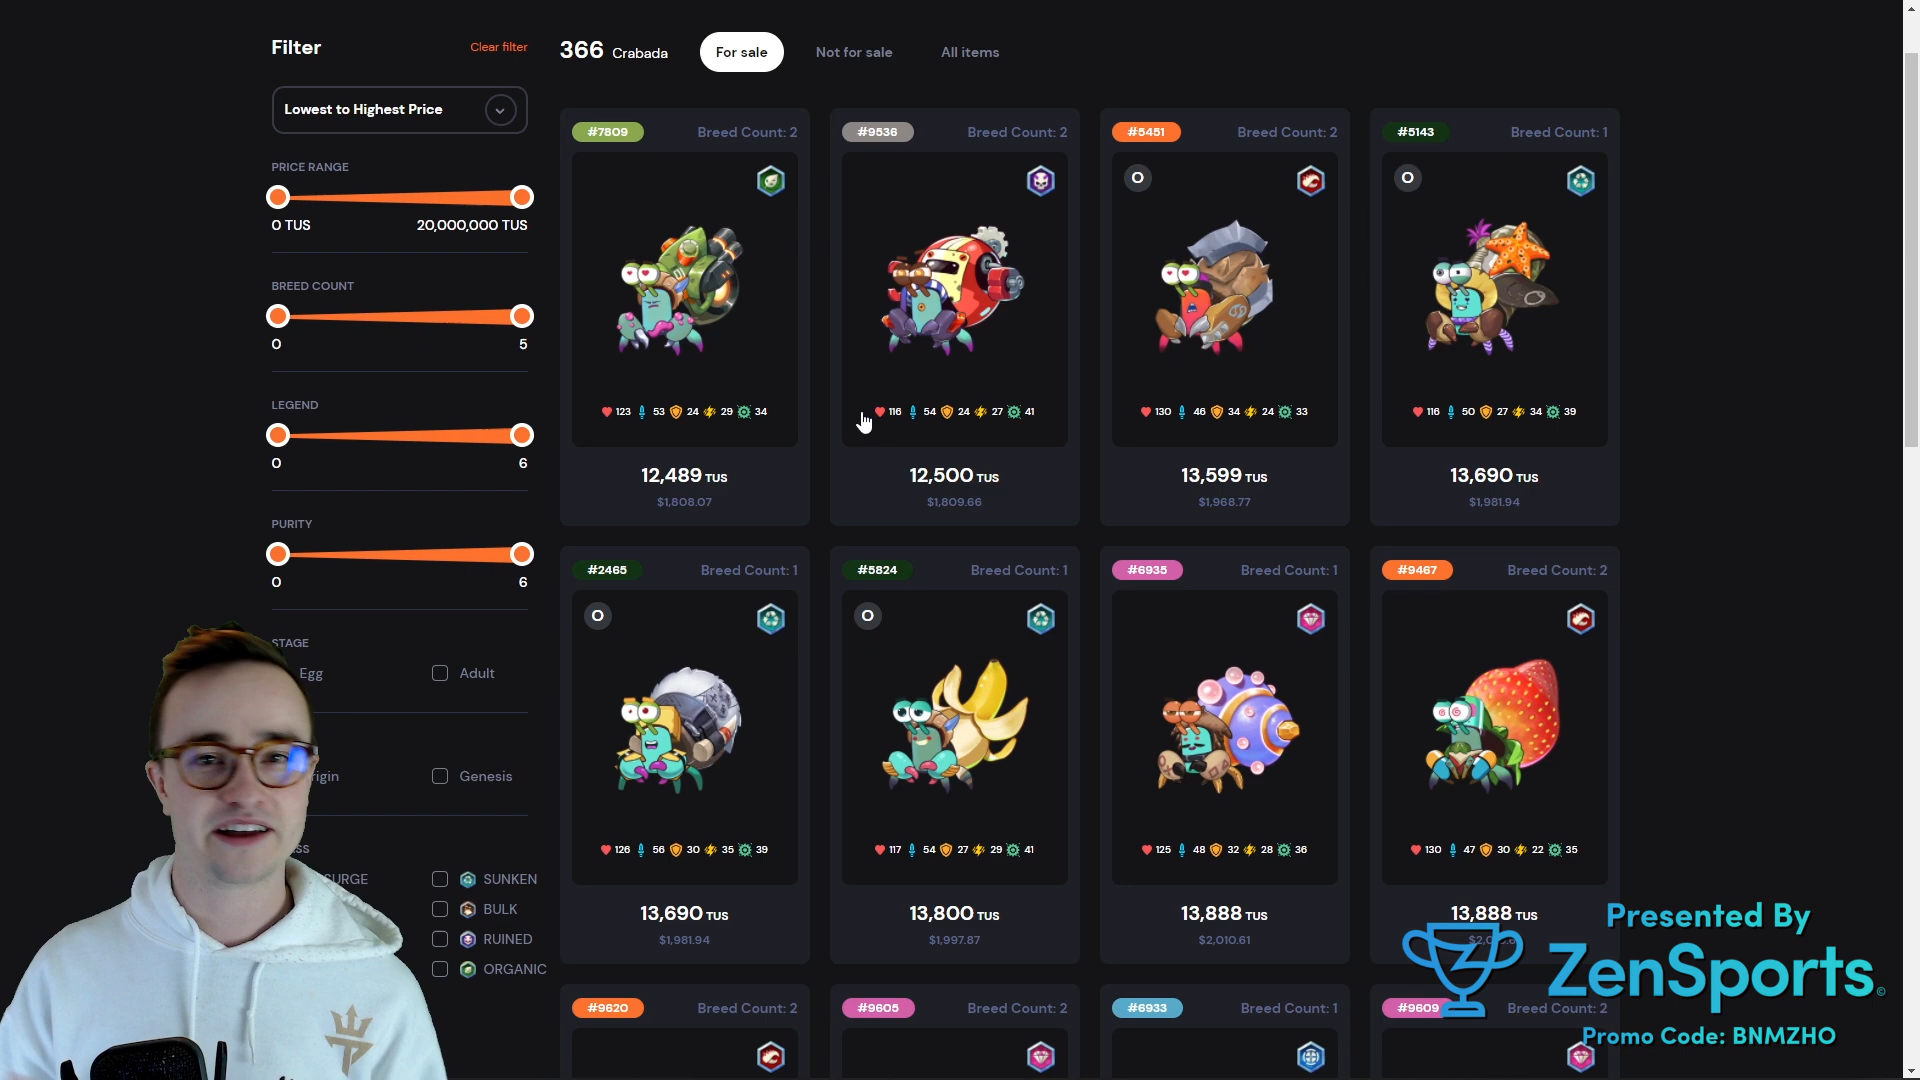 Filter
Clear filter
Lowest to Highest Price
PRICE RANGE
0 TUS
20,000,000 TUS
BREED COUNT
0
5
LEGEND
0
6
PURITY
0
6
STAGE
Egg
Adult
Genesis
SUNKEN
BULK
RUINED
ORGANIC
366 Crabada
For sale
Not for sale
All items
#7809
Breed Count: 2
123 53 24 29 34
12,489 TUS
$1,808.07
#9536
Breed Count: 2
116 54 24 27 41
12,500 TUS
$1,809.66
#5451
Breed Count: 2
O
130 46 34 24 33
13,599 TUS
$1,968.77
#5143
Breed Count: 1
O
116 50 27 34 39
13,690 TUS
$1,981.94
#2465
Breed Count: 1
O
126 56 30 35 39
13,690 TUS
$1,981.94
#5824
Breed Count: 1
O
117 54 27 29 41
13,800 TUS
$1,997.87
#6935
Breed Count: 1
125 48 32 28 36
13,888 TUS
$2,010.61
#9467
Breed Count: 2
130 47 30 22 35
13,888 TUS
#9620
Breed Count: 2
#9605
Breed Count: 2
#6933
Breed Count: 1
#9609
Breed Count: 2
Presented By
ZenSports©
Promo Code: BNMZHO